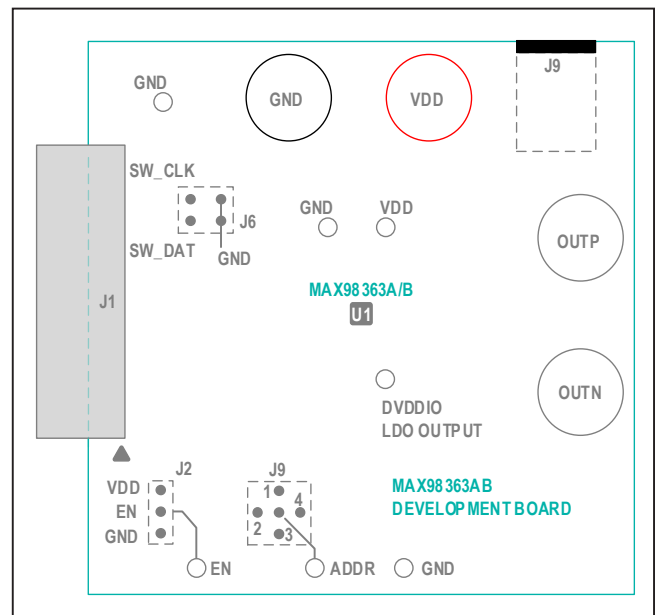 GND
GND
VDD
J9
SW_CLK
J6
GND
VDD
SW_DAT
GND
OUTP
MAX98363A/B
J1
U1
DVDDIO
LDO OUTPUT
OUTN
J2
J9
VDD
EN
GND
1
2
4
3
MAX98363AB
DEVELOPMENT BOARD
EN
ADDR
GND